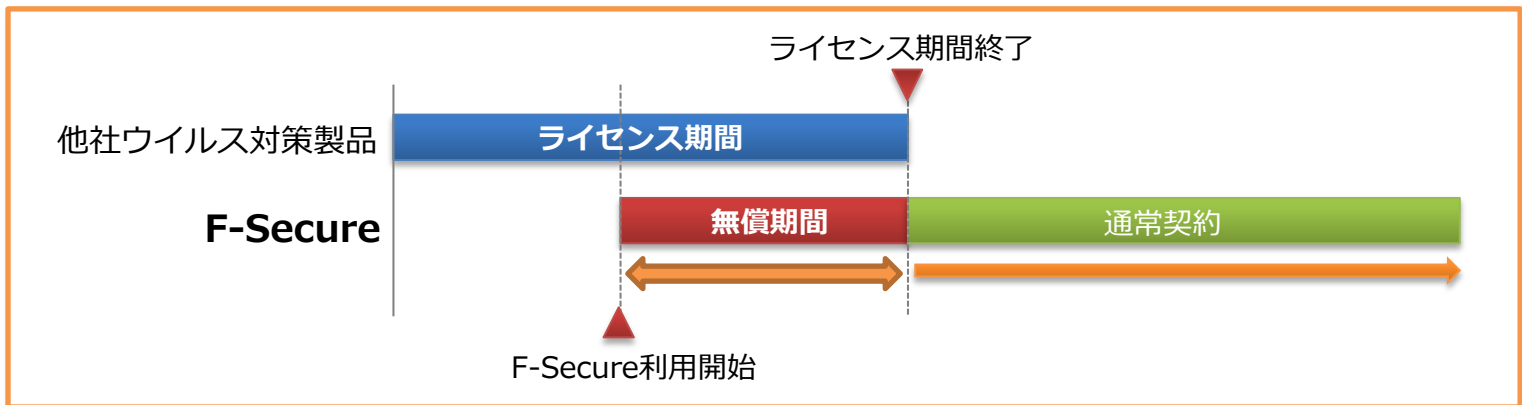 ライセンス期間終了
他社ウイルス対策製品
ライセンス期間
F-Secure
無償期間
通常契約
F-Secure利用開始